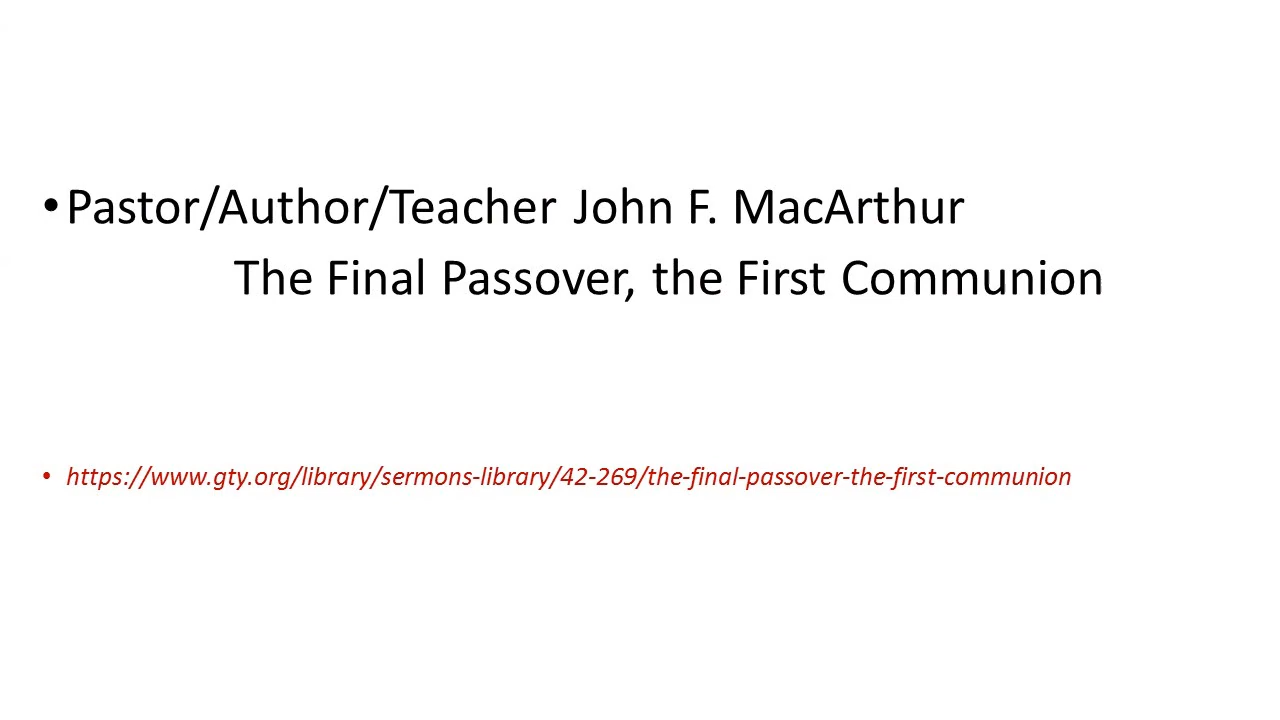 •Pastor/Author/Teacher John F. MacArthur
The Final Passover, the First Communion
• https://www.gty.org/library/sermons-library/42-269/the-final-passover-the-first-communion